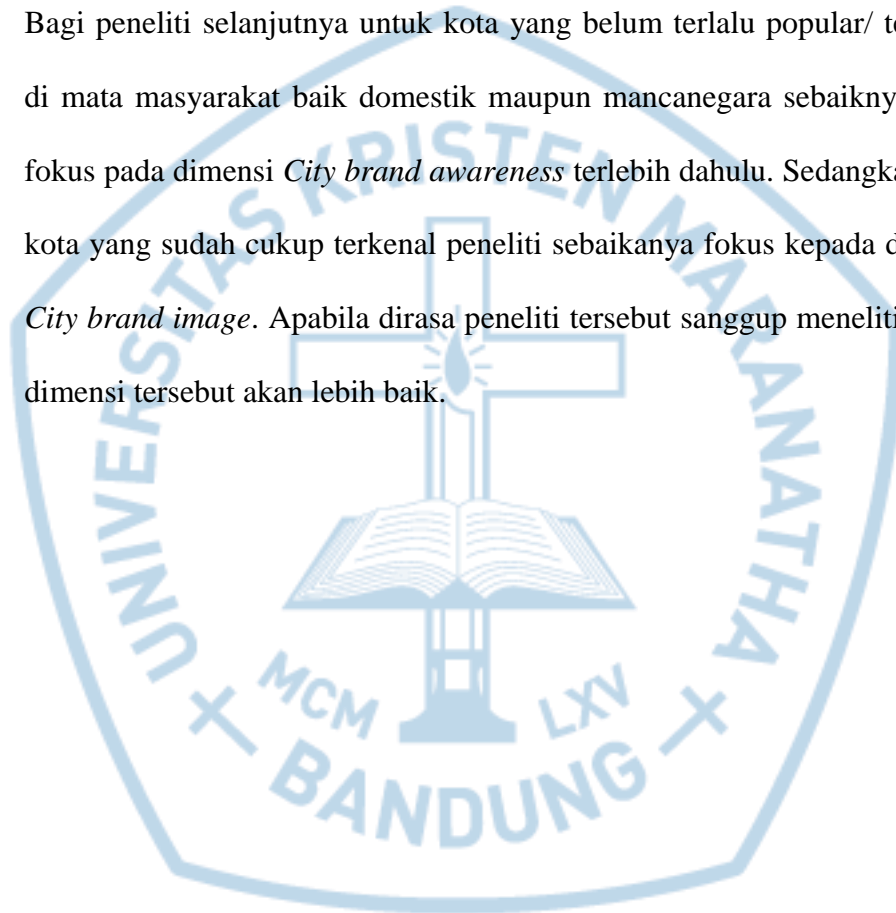 Bagi peneliti selanjutnya untuk kota yang belum terlalu popular/
di mata masyarakat baik domestik maupun mancanegara
fokus pada dimensi City brand awareness terlebih dahulu.
kota yang sudah cukup terkenal peneliti sebaikanya fokus kepada
City brand image. Apabila dirasa peneliti tersebut sanggup meneliti
dimensi tersebut akan lebih baik.
UNIVERSITAS KRISTEN MARANATHA
MCM LXV
BANDUNG